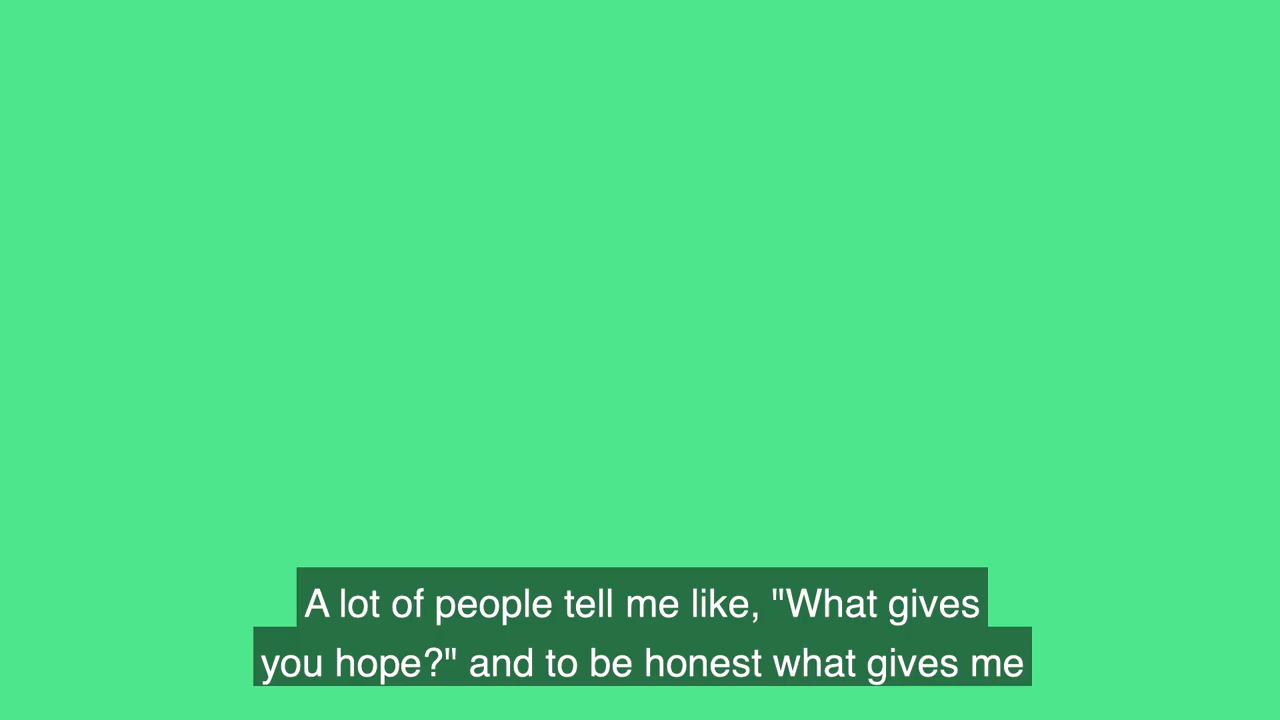 A lot of people tell me like, "What gives
you hope?" and to be honest what gives me